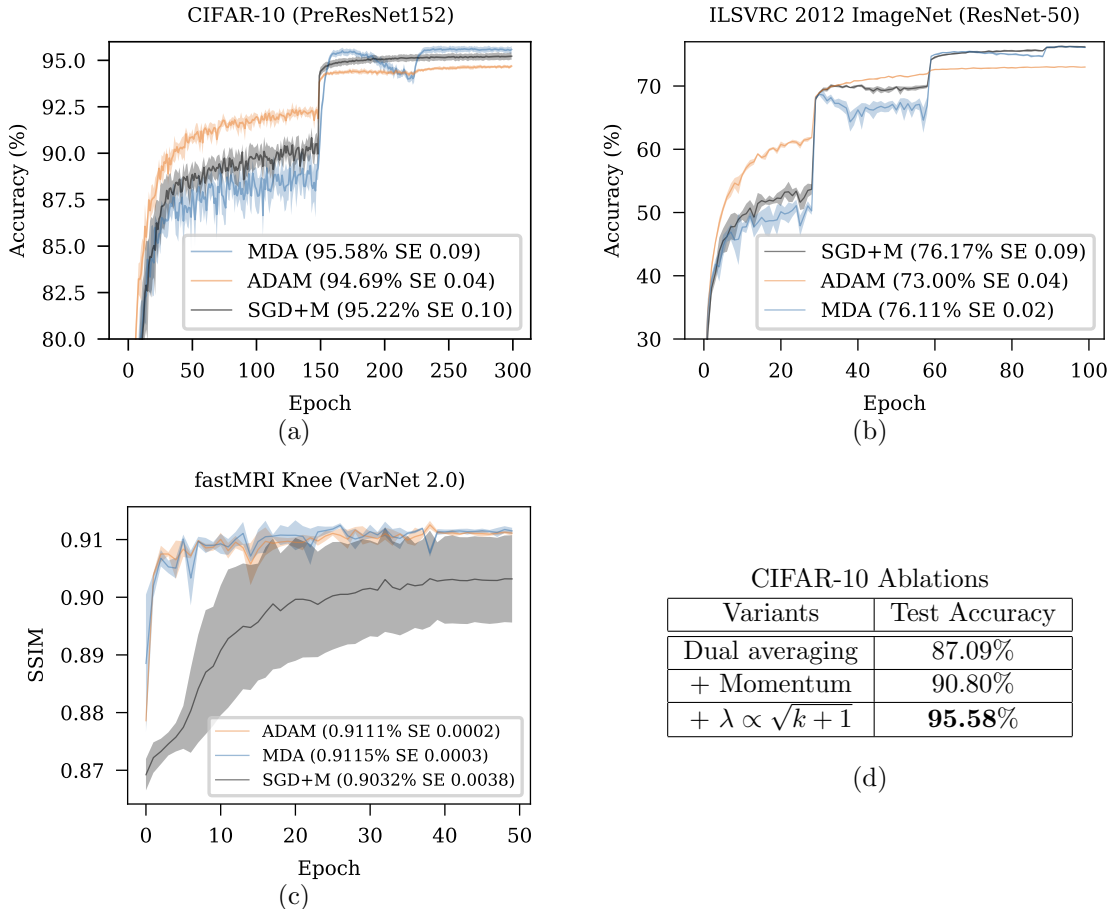 CIFAR-10 (PreResNet152)
Accuracy (%)
95.0
92.5
90.0
87.5
85.0
82.5
80.0
MDA (95.58% SE 0.09)
ADAM (94.69% SE 0.04)
SGD+M (95.22% SE 0.10)
0 50 100 150 200 250 300
Epoch
(a)
ILSVRC 2012 ImageNet (ResNet-50)
Accuracy (%)
70
60
50
40
30
SGD+M (76.17% SE 0.09)
ADAM (73.00% SE 0.04)
MDA (76.11% SE 0.02)
0 20 40 60 80 100
Epoch
(b)
fastMRI Knee (VarNet 2.0)
SSIM
0.91
0.90
0.89
0.88
0.87
ADAM (0.9111% SE 0.0002)
MDA (0.9115% SE 0.0003)
SGD+M (0.9032% SE 0.0038)
0 10 20 30 40 50
Epoch
(c)
CIFAR-10 Ablations
Variants Test Accuracy
Dual averaging 87.09%
+ Momentum 90.80%
+ λ ∝ √(k + 1) 95.58%
(d)